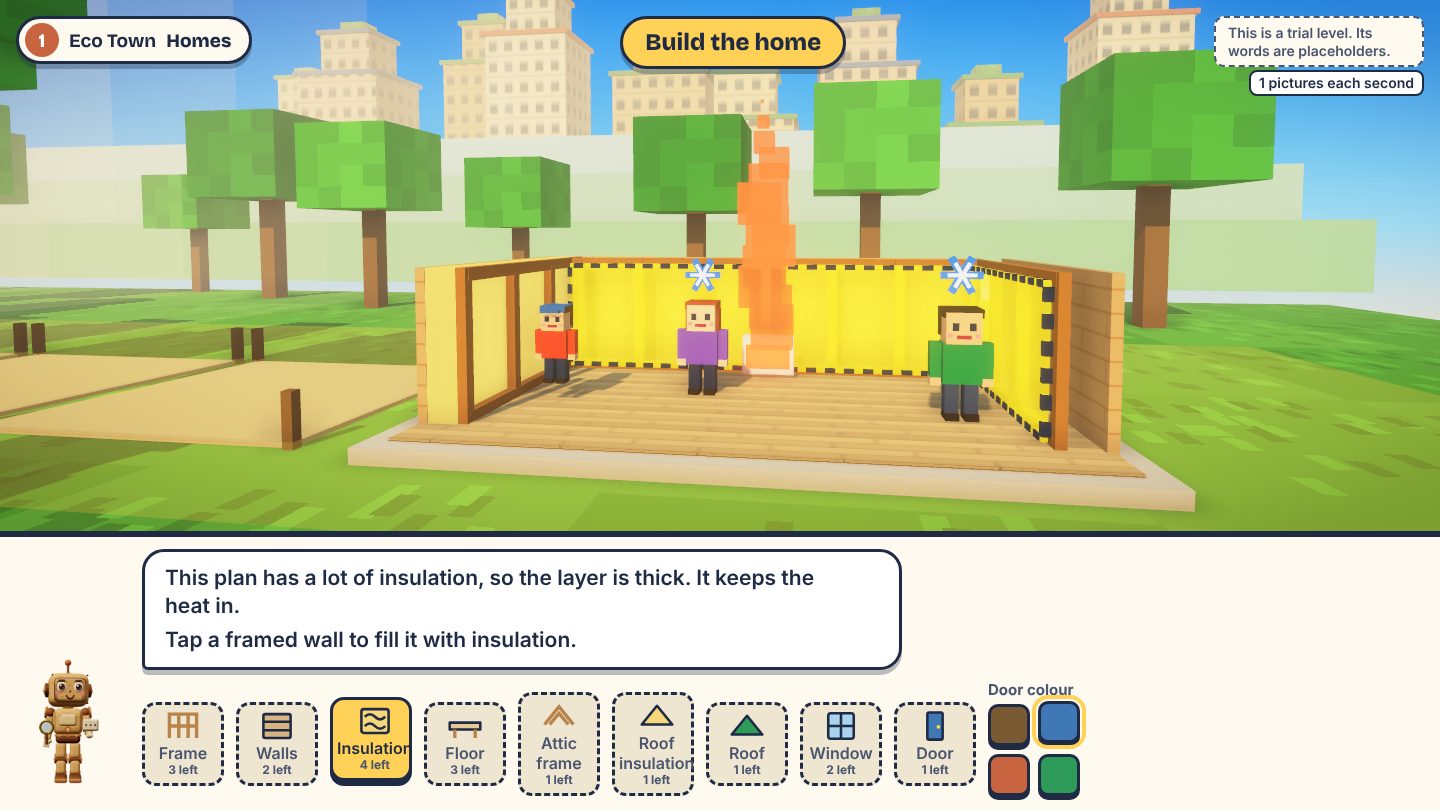 1 Eco Town Homes
Build the home
This is a trial level. Its
words are placeholders.
1 pictures each second
This plan has a lot of insulation, so the layer is thick. It keeps the
heat in.
Tap a framed wall to fill it with insulation.
Door colour
Frame
3 left
Walls
2 left
Insulation
4 left
Floor
3 left
Attic
frame
1 left
Roof
insulation
1 left
Roof
1 left
Window
2 left
Door
1 left